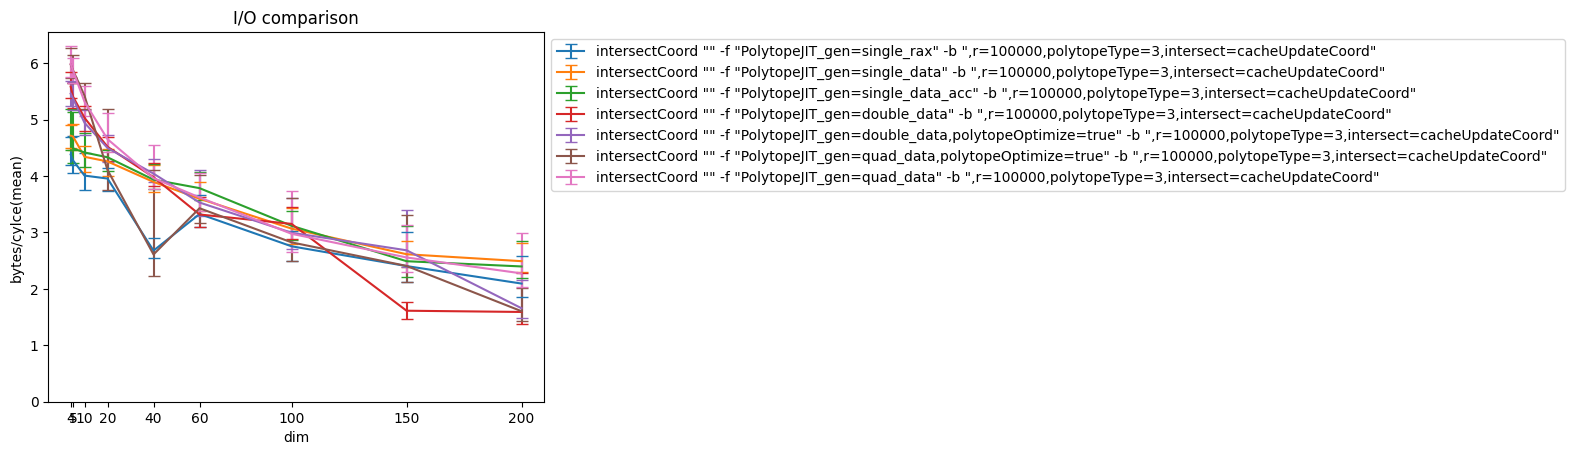 I/O comparison
bytes/cylce(mean)
6
5
4
3
2
1
0
4 5 10 20 40 60 100 150 200
dim
intersectCoord "" -f "PolytopeJIT_gen=single_rax" -b ",r=100000,polytopeType=3,intersect=cacheUpdateCoord"
intersectCoord "" -f "PolytopeJIT_gen=single_data" -b ",r=100000,polytopeType=3,intersect=cacheUpdateCoord"
intersectCoord "" -f "PolytopeJIT_gen=single_data_acc" -b ",r=100000,polytopeType=3,intersect=cacheUpdateCoord"
intersectCoord "" -f "PolytopeJIT_gen=double_data" -b ",r=100000,polytopeType=3,intersect=cacheUpdateCoord"
intersectCoord "" -f "PolytopeJIT_gen=double_data,polytopeOptimize=true" -b ",r=100000,polytopeType=3,intersect=cacheUpdateCoord"
intersectCoord "" -f "PolytopeJIT_gen=quad_data,polytopeOptimize=true" -b ",r=100000,polytopeType=3,intersect=cacheUpdateCoord"
intersectCoord "" -f "PolytopeJIT_gen=quad_data" -b ",r=100000,polytopeType=3,intersect=cacheUpdateCoord"